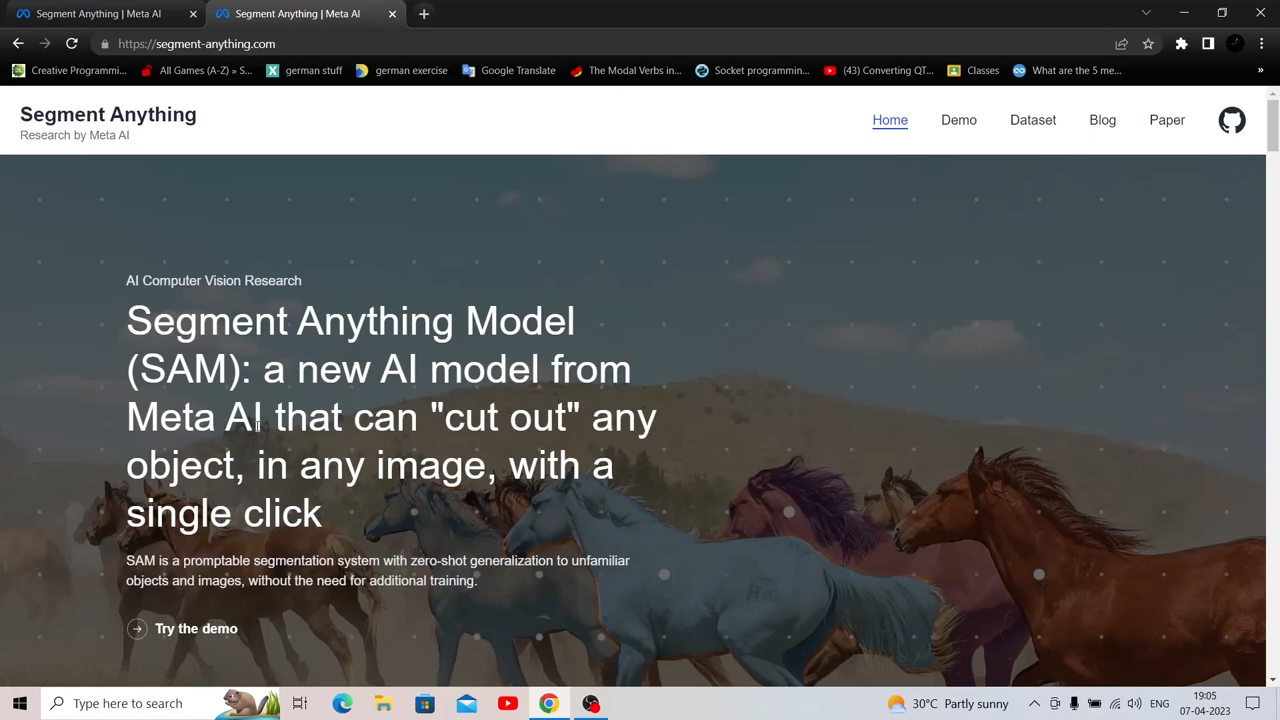 Segment Anything | Meta AI
Segment Anything | Meta AI
https://segment-anything.com
Creative Programmi...
All Games (A-Z) » S...
german stuff
german exercise
Google Translate
The Modal Verbs in...
Socket programmin...
(43) Converting QT...
Classes
What are the 5 me...
»
Segment Anything
Research by Meta AI
Home
Demo
Dataset
Blog
Paper
AI Computer Vision Research
Segment Anything Model
(SAM): a new AI model from
Meta AI that can "cut out" any
object, in any image, with a
single click
SAM is a promptable segmentation system with zero-shot generalization to unfamiliar
objects and images, without the need for additional training.
Try the demo
Type here to search
30°C Partly sunny
ENG
19:05
07-04-2023